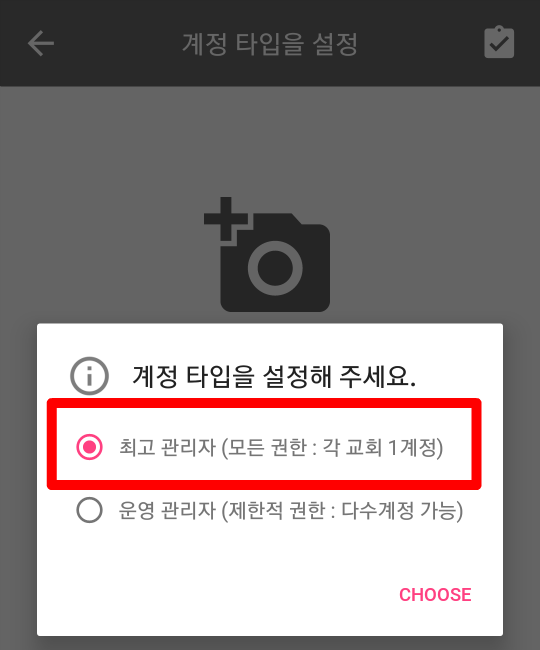 계정 타입을 설정
계정 타입을 설정해 주세요.
최고 관리자 (모든 권한 : 각 교회 1계정)
운영 관리자 (제한적 권한 : 다수계정 가능)
CHOOSE